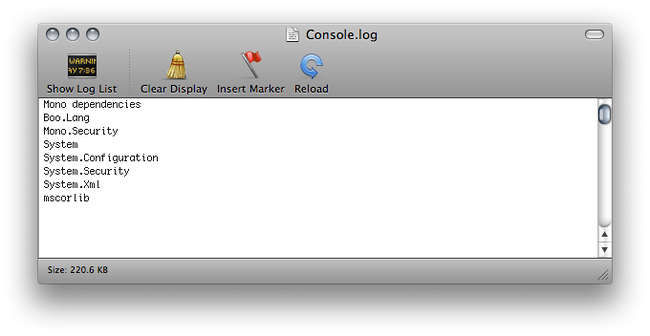 Console.log
WARNIN
AY 7:36
Show Log List
Clear Display
Insert Marker
Reload
Mono dependencies
Boo.Lang
Mono.Security
System
System.Configuration
System.Security
System.Xml
mscorlib
Size: 220.6 KB